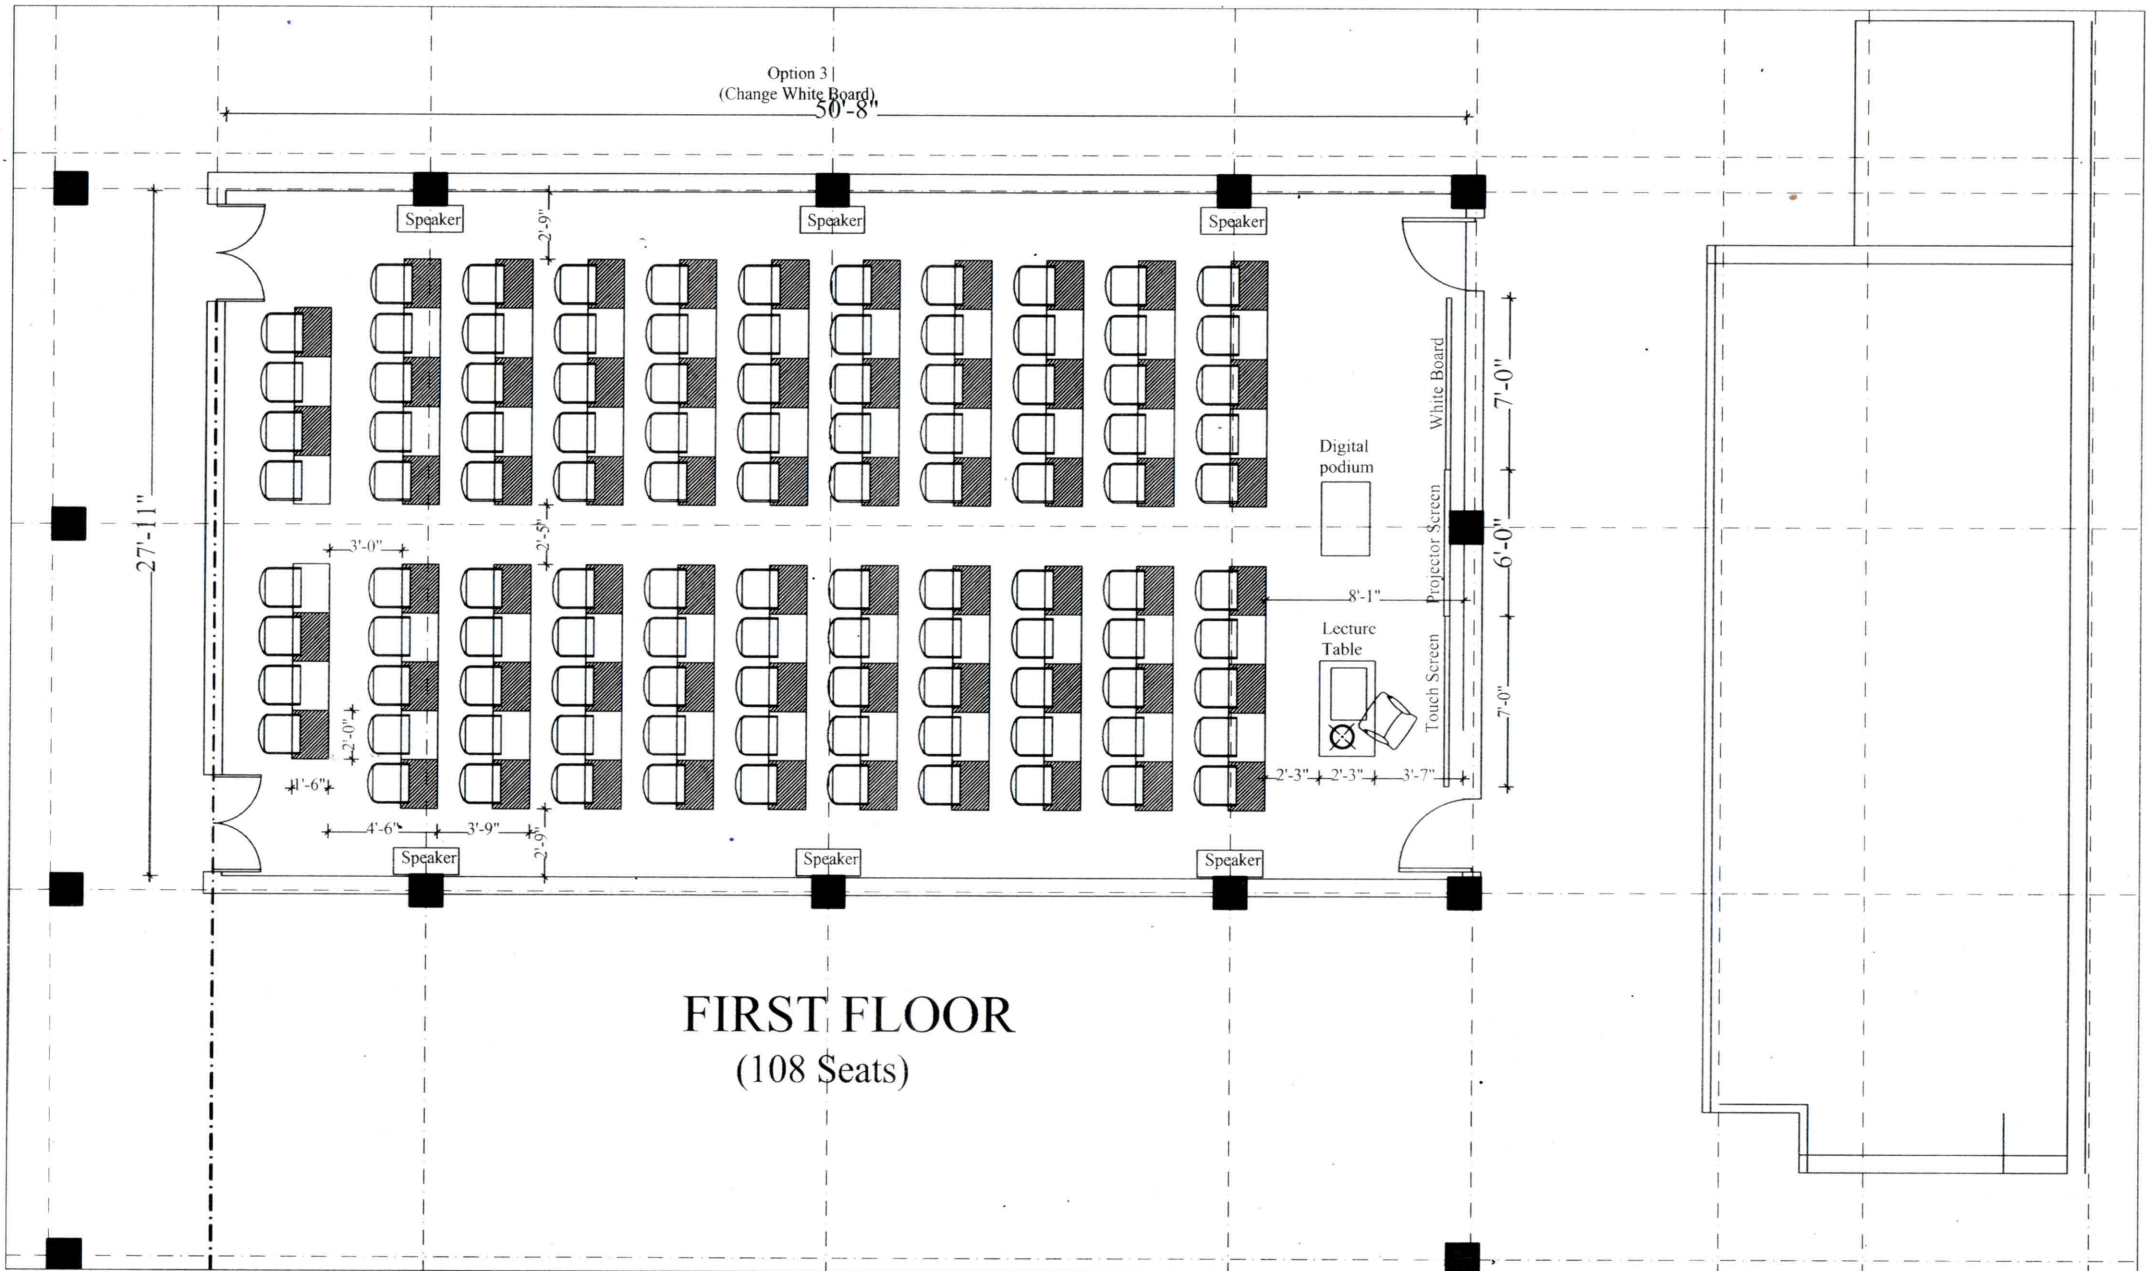 Option 3
(Change White Board)
50'-8"
Speaker
Speaker
Speaker
2'-9"
27'-11"
White Board
7'-0"
Digital
podium
Projector Screen
6'-0"
2'-5"
3'-0"
8'-1"
Lecture
Table
Touch Screen
7'-0"
2'-0"
1'-6"
2'-3"
2'-3"
3'-7"
4'-6"
3'-9"
2'-9"
Speaker
Speaker
Speaker
FIRST FLOOR
(108 Seats)